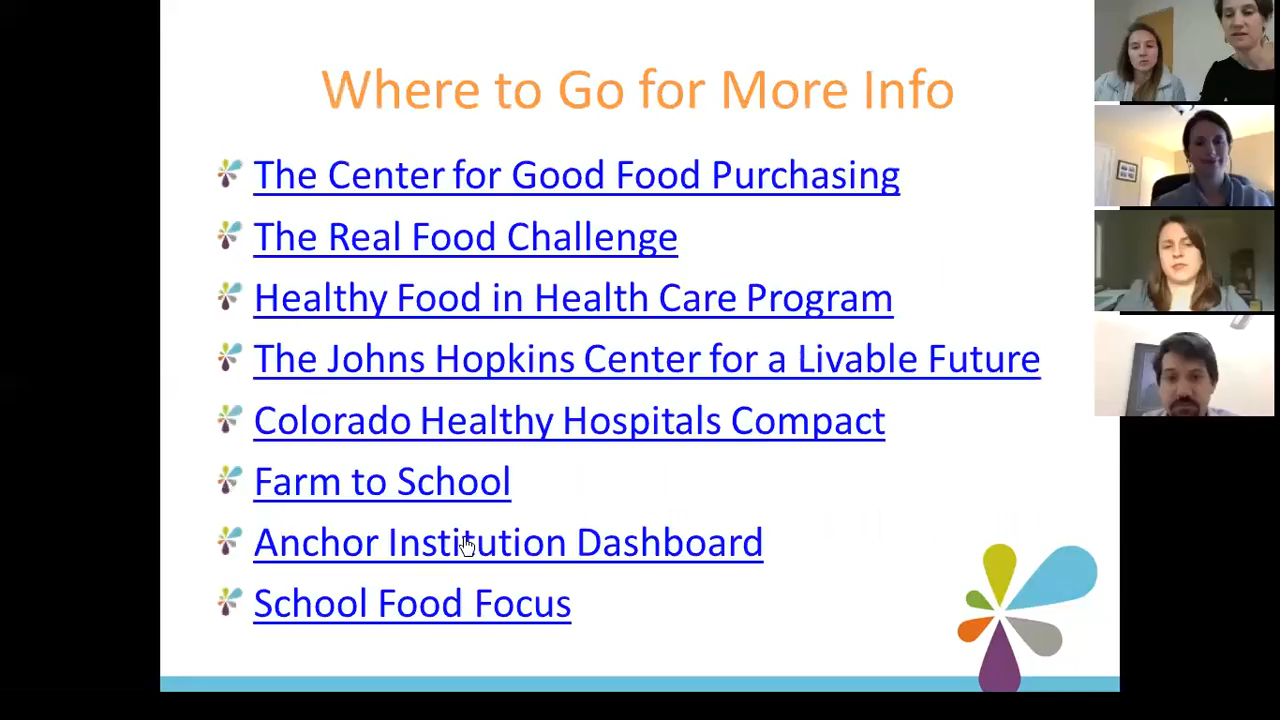 Where to Go for More Info
The Center for Good Food Purchasing
The Real Food Challenge
Healthy Food in Health Care Program
The Johns Hopkins Center for a Livable Future
Colorado Healthy Hospitals Compact
Farm to School
Anchor Institution Dashboard
School Food Focus